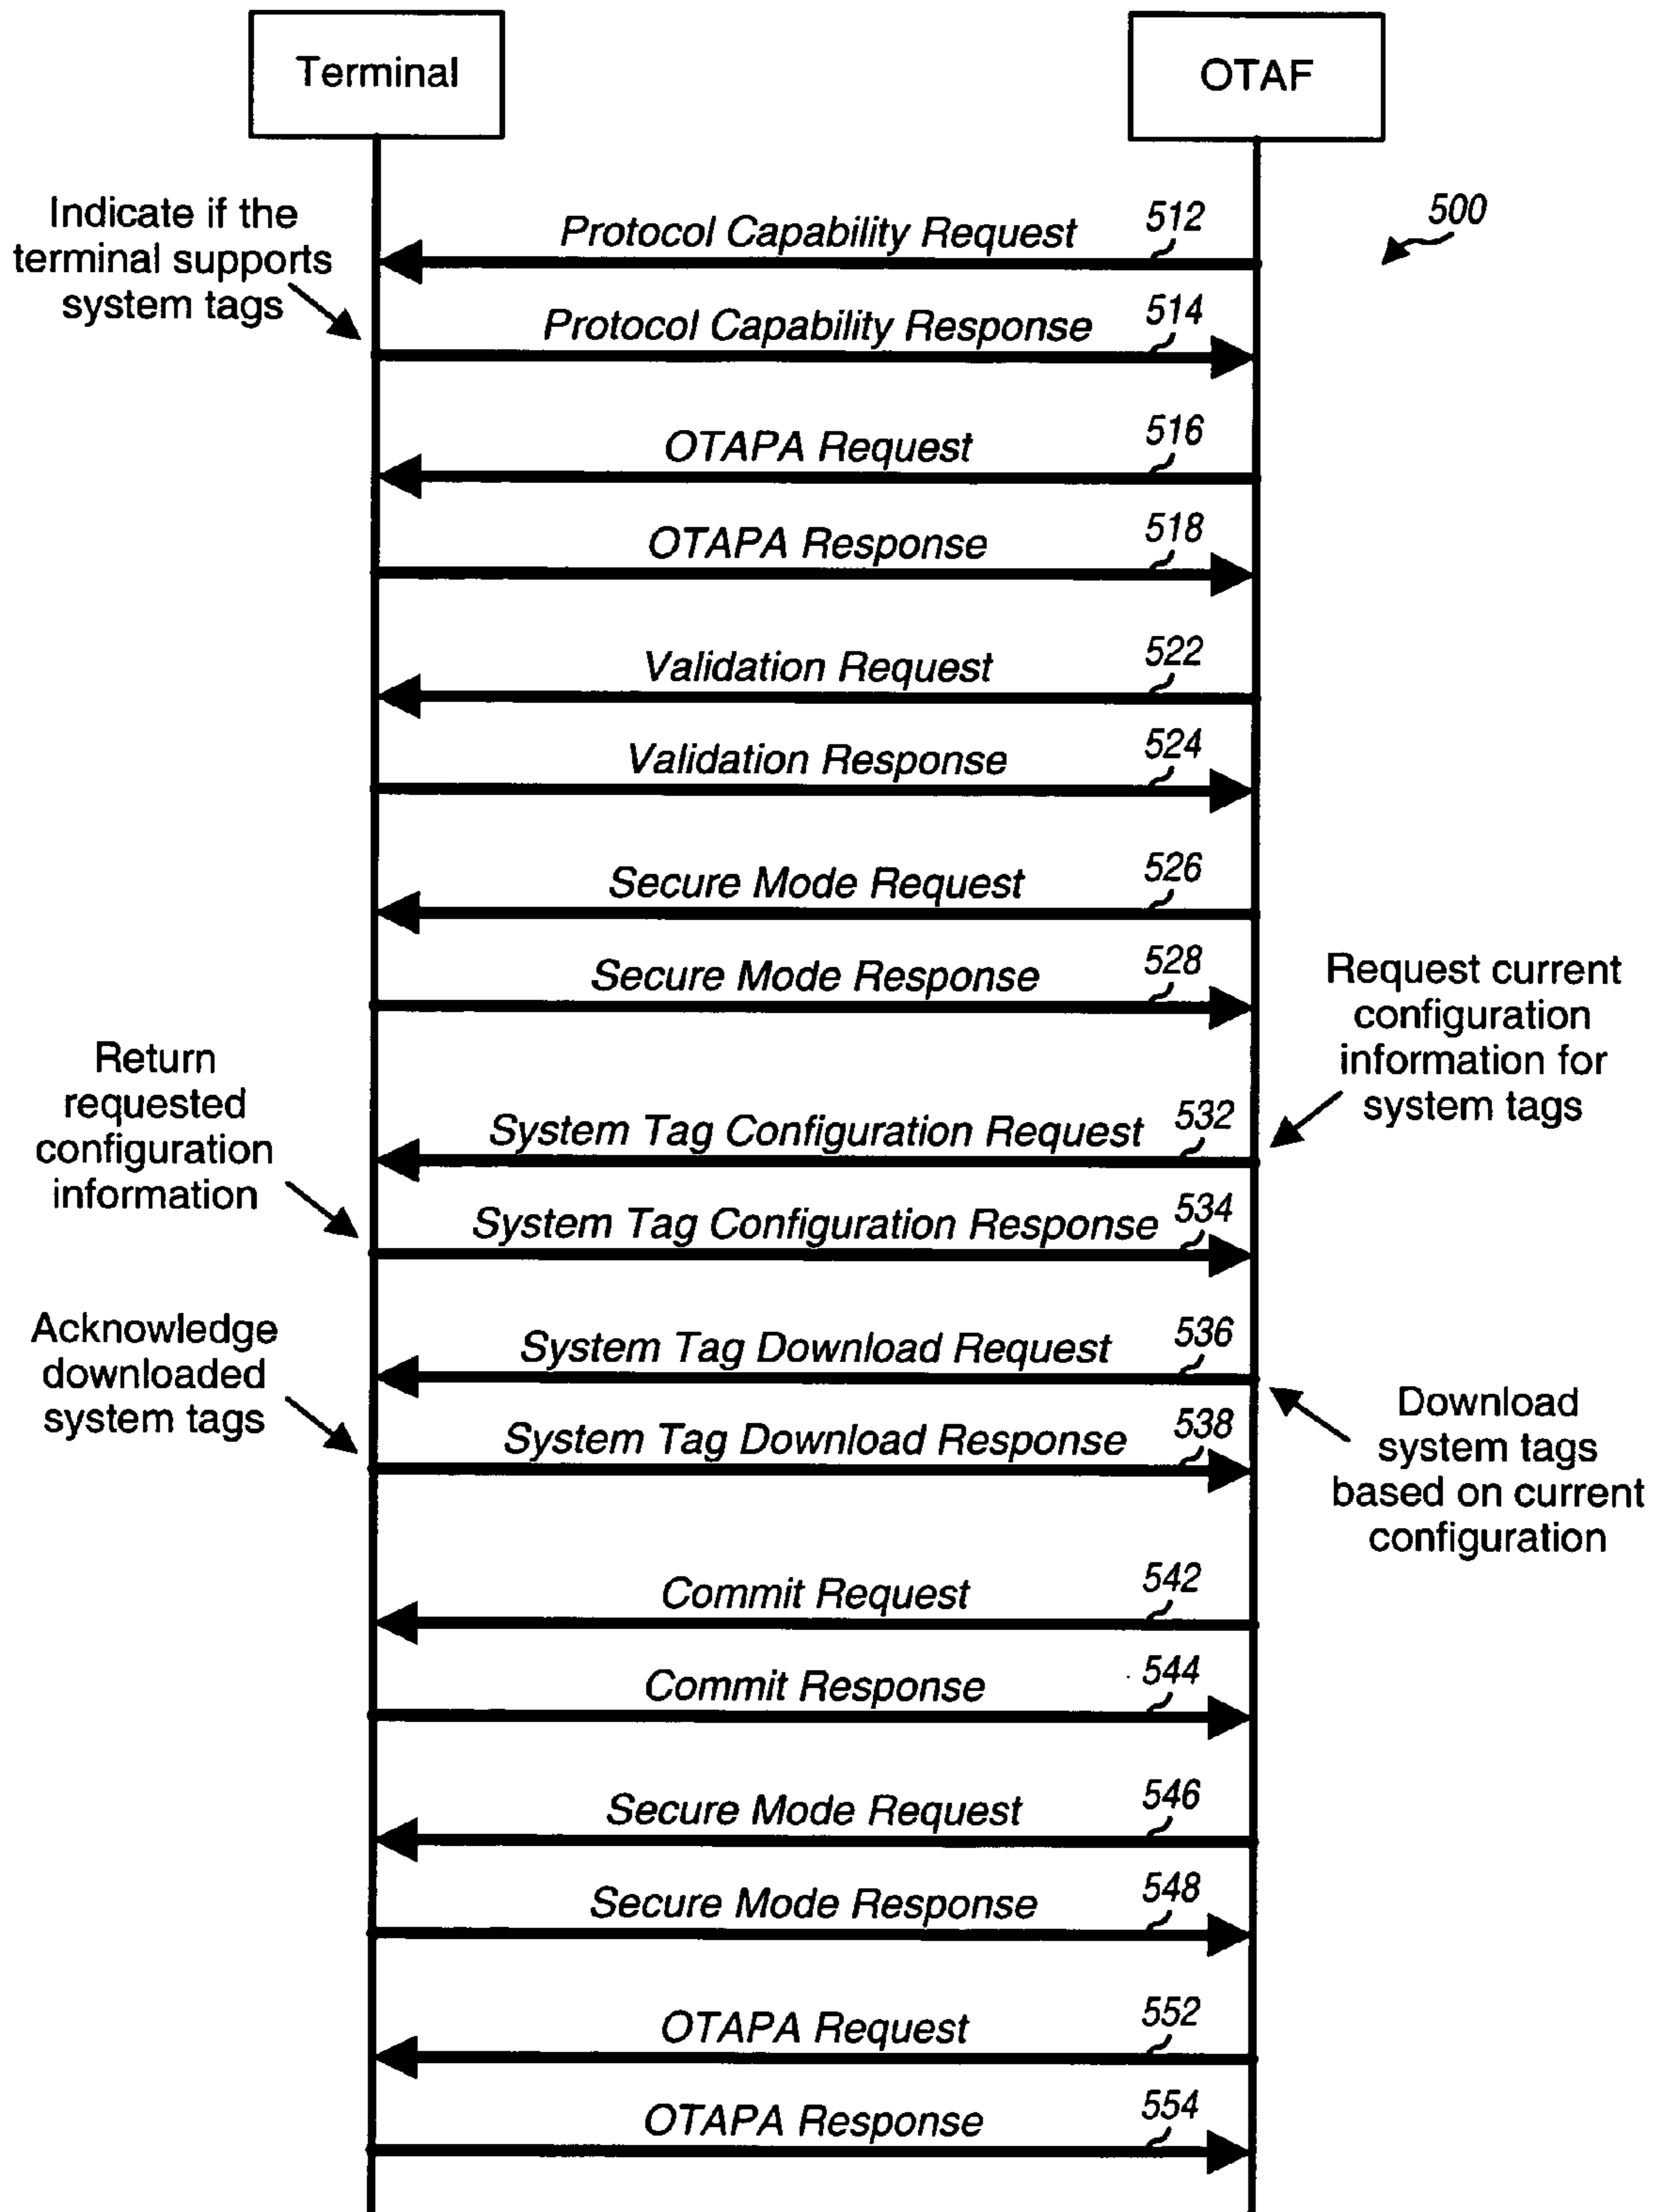 Terminal
OTAF
500
Indicate if the
terminal supports
system tags
Protocol Capability Request 512
Protocol Capability Response 514
OTAPA Request 516
OTAPA Response 518
Validation Request 522
Validation Response 524
Secure Mode Request 526
Secure Mode Response 528
Request current
configuration
information for
system tags
Return
requested
configuration
information
System Tag Configuration Request 532
System Tag Configuration Response 534
Acknowledge
downloaded
system tags
System Tag Download Request 536
System Tag Download Response 538
Download
system tags
based on current
configuration
Commit Request 542
Commit Response 544
Secure Mode Request 546
Secure Mode Response 548
OTAPA Request 552
OTAPA Response 554